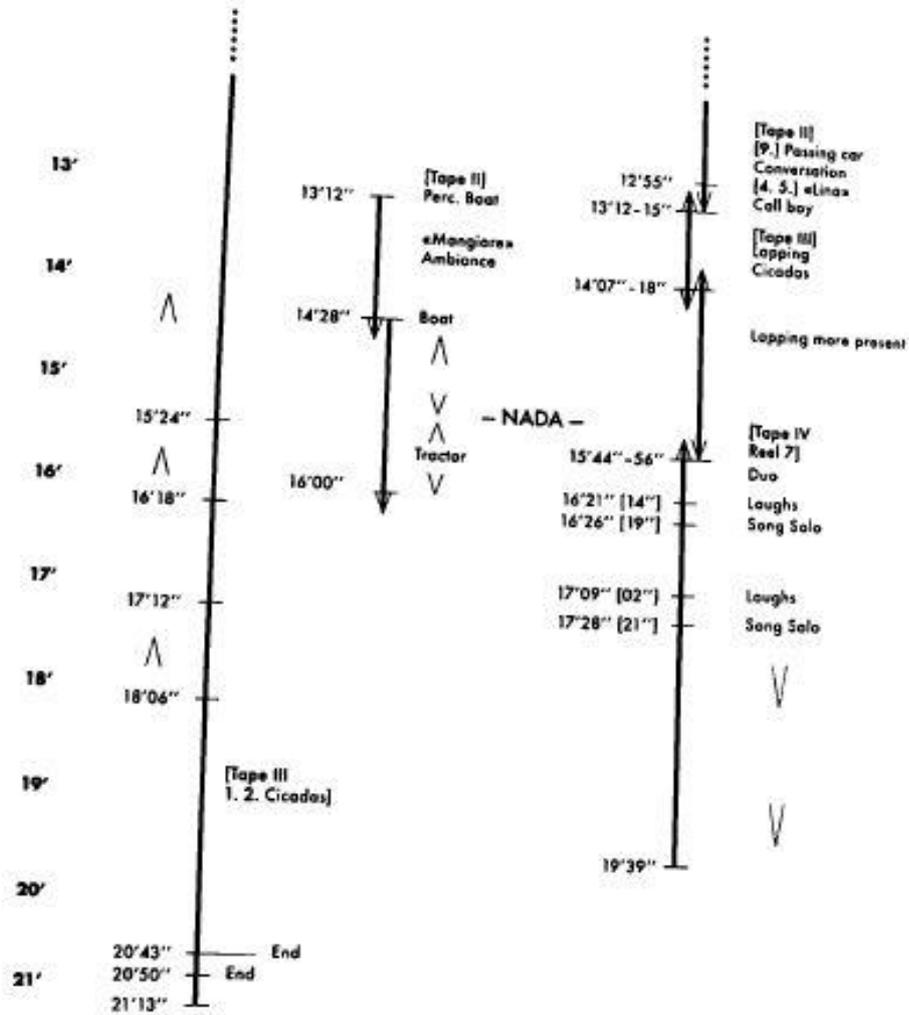 13'
14'
15'
16'
17'
18'
19'
20'
21'
15'24"
16'18"
17'12"
18'06"
[Tape III
1. 2. Cicadas]
20'43" End
20'50" End
21'13"
13'12"
[Tape II]
Perc. Boat
«Mangiare»
Ambiance
14'28" Boat
Tractor
16'00"
– NADA –
[Tape II]
[9.] Passing car
12'55" Conversation
[4. 5.] «Lina»
13'12-15" Call boy
[Tape III]
Lapping
Cicadas
14'07"-18"
Lapping more present
[Tape IV
Reel 7]
15'44"-56"
Duo
16'21" [14"] Laughs
16'26" [19"] Song Solo
17'09" [02"] Laughs
17'28" [21"] Song Solo
19'39"